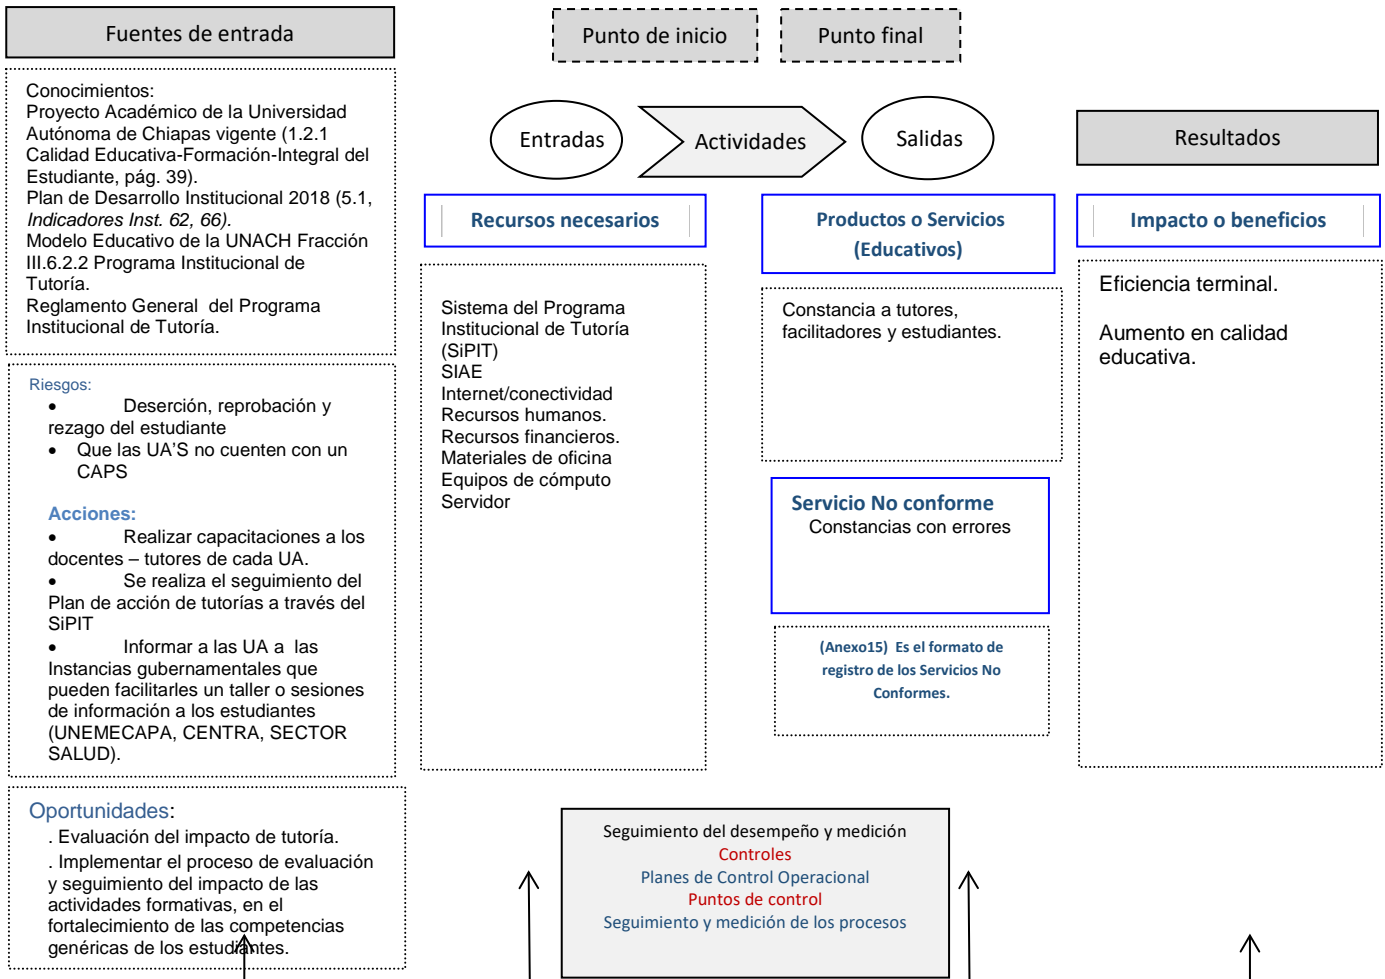 Fuentes de entrada
Conocimientos:
Proyecto Académico de la Universidad
Autónoma de Chiapas vigente (1.2.1
Calidad Educativa-Formación-Integral del
Estudiante, pág. 39).
Plan de Desarrollo Institucional 2018 (5.1,
Indicadores Inst. 62, 66).
Modelo Educativo de la UNACH Fracción
III.6.2.2 Programa Institucional de
Tutoría.
Reglamento General  del Programa
Institucional de Tutoría.
Riesgos:
• Deserción, reprobación y
rezago del estudiante
• Que las UA’S no cuenten con un
CAPS
Acciones:
• Realizar capacitaciones a los
docentes – tutores de cada UA.
• Se realiza el seguimiento del
Plan de acción de tutorías a través del
SiPIT
• Informar a las UA a  las
Instancias gubernamentales que
pueden facilitarles un taller o sesiones
de información a los estudiantes
(UNEMECAPA, CENTRA, SECTOR
SALUD).
Oportunidades:
. Evaluación del impacto de tutoría.
. Implementar el proceso de evaluación
y seguimiento del impacto de las
actividades formativas, en el
fortalecimiento de las competencias
genéricas de los estudiantes.
Punto de inicio
Punto final
Entradas
Actividades
Salidas
Resultados
Recursos necesarios
Sistema del Programa
Institucional de Tutoría
(SiPIT)
SIAE
Internet/conectividad
Recursos humanos.
Recursos financieros.
Materiales de oficina
Equipos de cómputo
Servidor
Productos o Servicios
(Educativos)
Constancia a tutores,
facilitadores y estudiantes.
Servicio No conforme
Constancias con errores
(Anexo15)  Es el formato de
registro de los Servicios No
Conformes.
Impacto o beneficios
Eficiencia terminal.
Aumento en calidad
educativa.
Seguimiento del desempeño y medición
Controles
Planes de Control Operacional
Puntos de control
Seguimiento y medición de los procesos